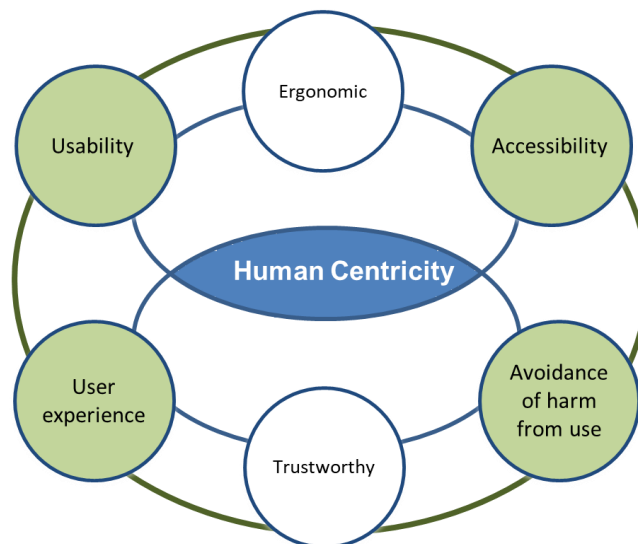 Ergonomic
Usability
Accessibility
Human Centricity
User
experience
Avoidance
of harm
from use
Trustworthy